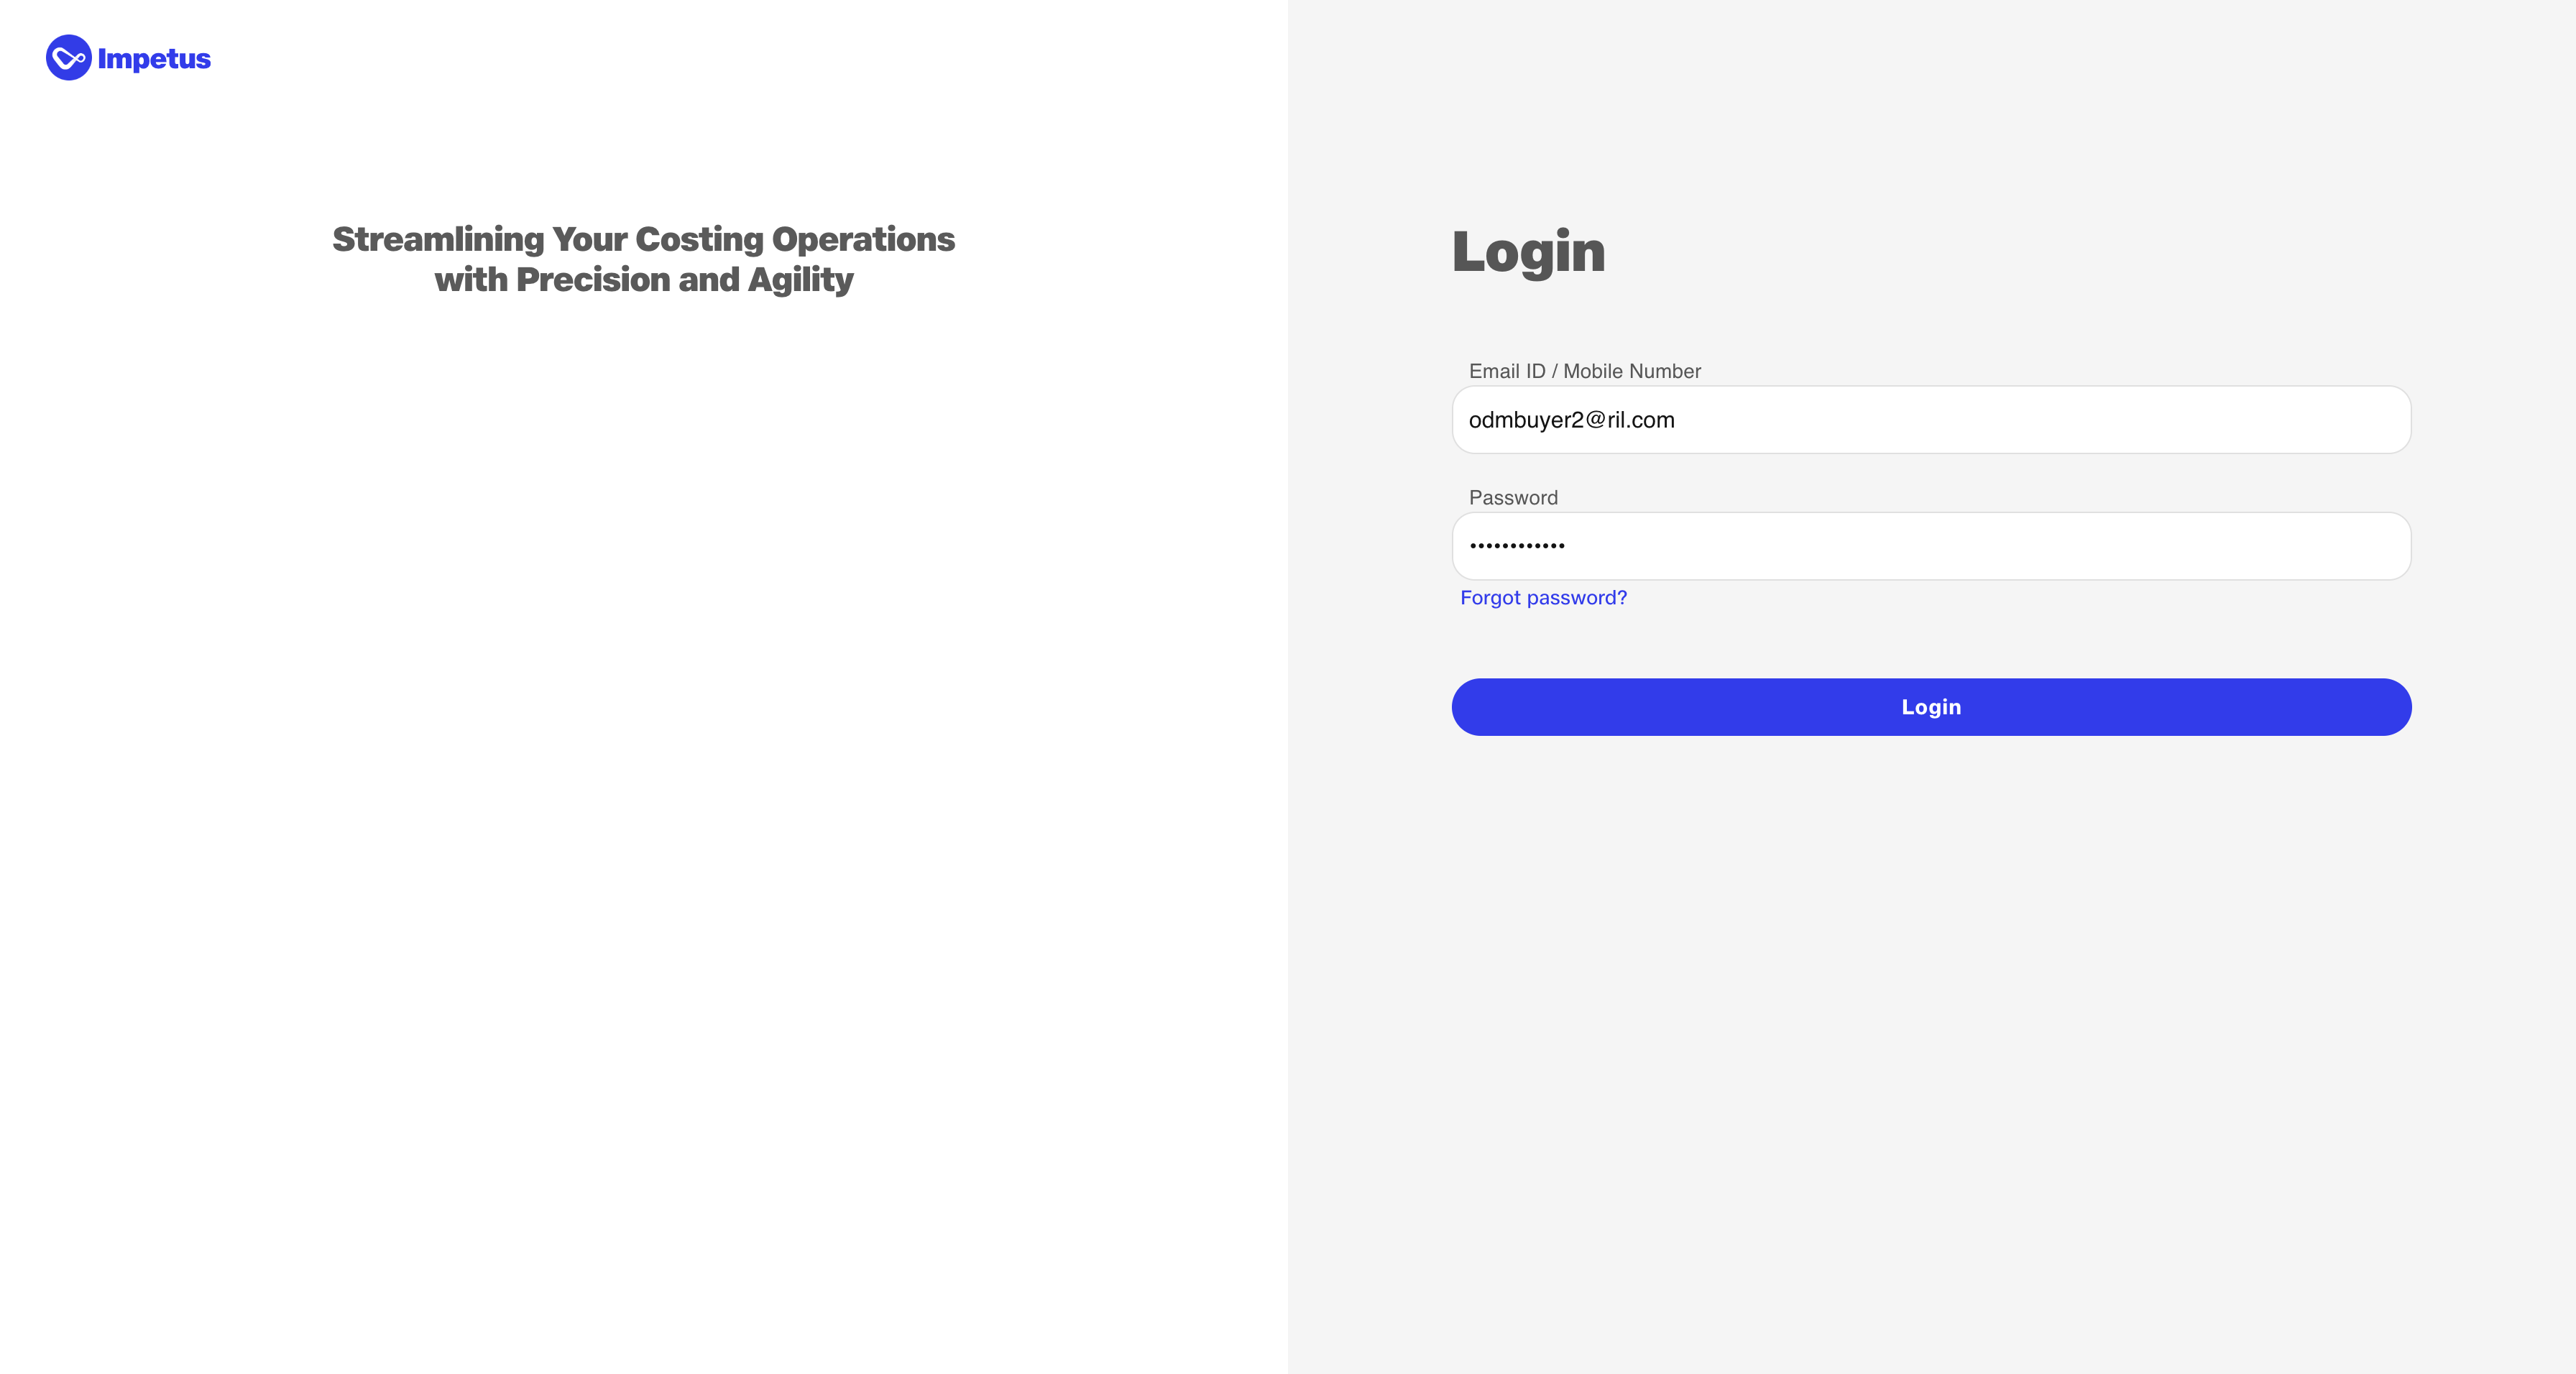 Impetus
Streamlining Your Costing Operations
with Precision and Agility
Login
Email ID / Mobile Number
odmbuyer2@ril.com
Password
••••••••••••
Forgot password?
Login